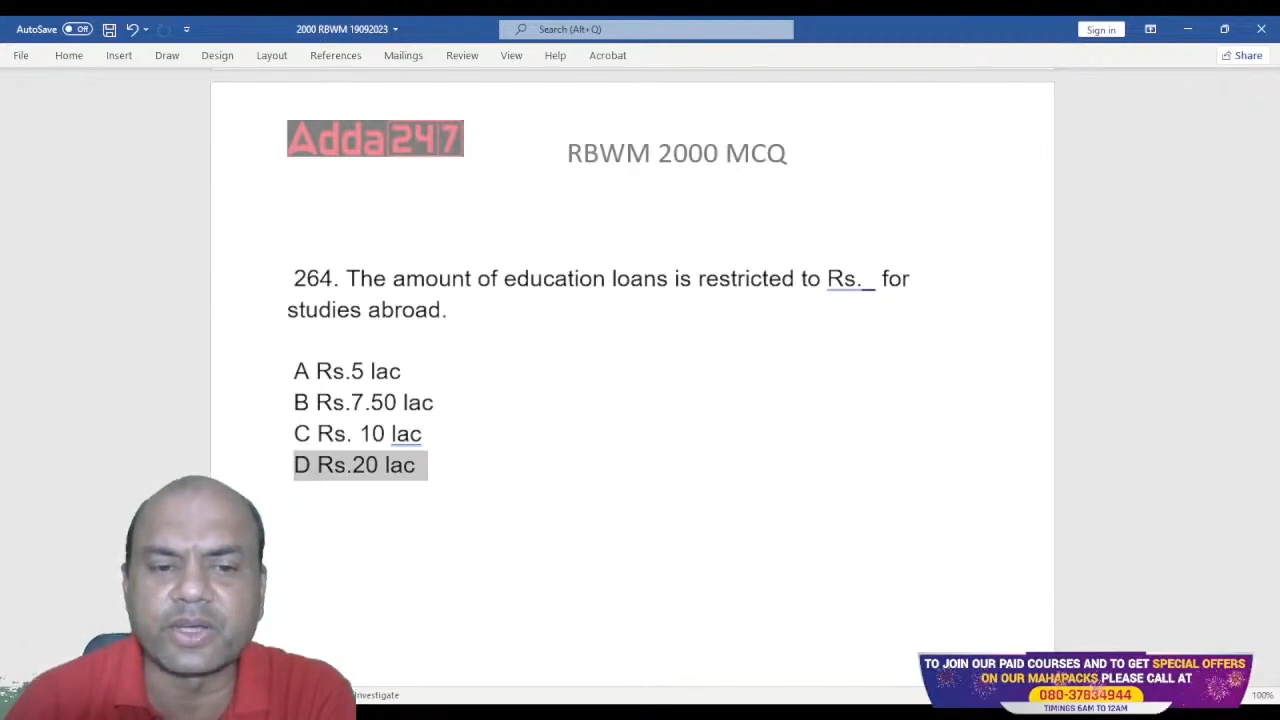 AutoSave Off 2000 RBWM 19092023 Search (Alt+Q) Sign in
File Home Insert Draw Design Layout References Mailings Review View Help Acrobat Share
Adda247
RBWM 2000 MCQ
264. The amount of education loans is restricted to Rs._ for
studies abroad.
A Rs.5 lac
B Rs.7.50 lac
C Rs. 10 lac
D Rs.20 lac
TO JOIN OUR PAID COURSES AND TO GET SPECIAL OFFERS
ON OUR MAHAPACKS PLEASE CALL AT
080-37834944
TIMINGS 6AM TO 12AM
nvestigate 100%